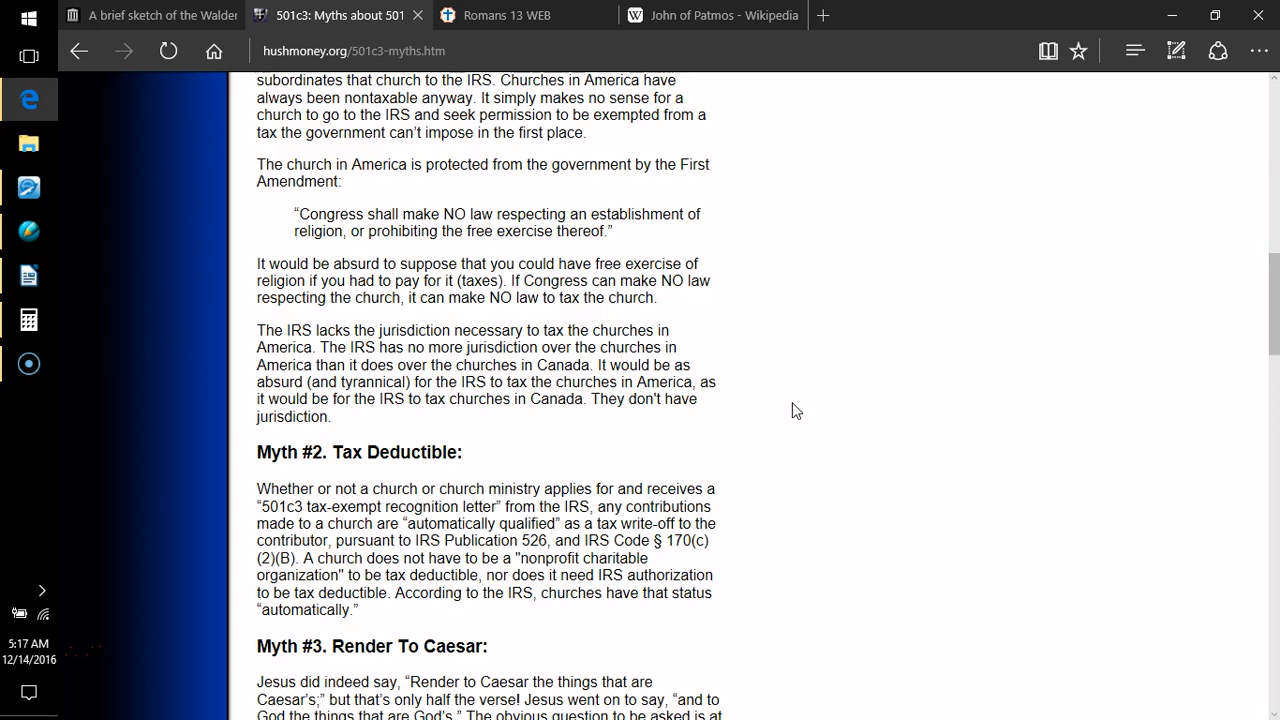 A brief sketch of the Walden
501c3: Myths about 501
Romans 13 WEB
W John of Patmos - Wikipedia
hushmoney.org/501c3-myths.htm
subordinates that church to the IRS. Churches in America have
always been nontaxable anyway. It simply makes no sense for a
church to go to the IRS and seek permission to be exempted from a
tax the government can’t impose in the first place.
The church in America is protected from the government by the First
Amendment:
“Congress shall make NO law respecting an establishment of
religion, or prohibiting the free exercise thereof.”
It would be absurd to suppose that you could have free exercise of
religion if you had to pay for it (taxes). If Congress can make NO law
respecting the church, it can make NO law to tax the church.
The IRS lacks the jurisdiction necessary to tax the churches in
America. The IRS has no more jurisdiction over the churches in
America than it does over the churches in Canada. It would be as
absurd (and tyrannical) for the IRS to tax the churches in America, as
it would be for the IRS to tax churches in Canada. They don't have
jurisdiction.
Myth #2. Tax Deductible:
Whether or not a church or church ministry applies for and receives a
“501c3 tax-exempt recognition letter” from the IRS, any contributions
made to a church are “automatically qualified” as a tax write-off to the
contributor, pursuant to IRS Publication 526, and IRS Code § 170(c)
(2)(B). A church does not have to be a "nonprofit charitable
organization" to be tax deductible, nor does it need IRS authorization
to be tax deductible. According to the IRS, churches have that status
“automatically.”
Myth #3. Render To Caesar:
Jesus did indeed say, “Render to Caesar the things that are
Caesar’s;” but that’s only half the verse! Jesus went on to say, “and to
God the things that are God’s.” The obvious question to be asked is at
5:17 AM
12/14/2016